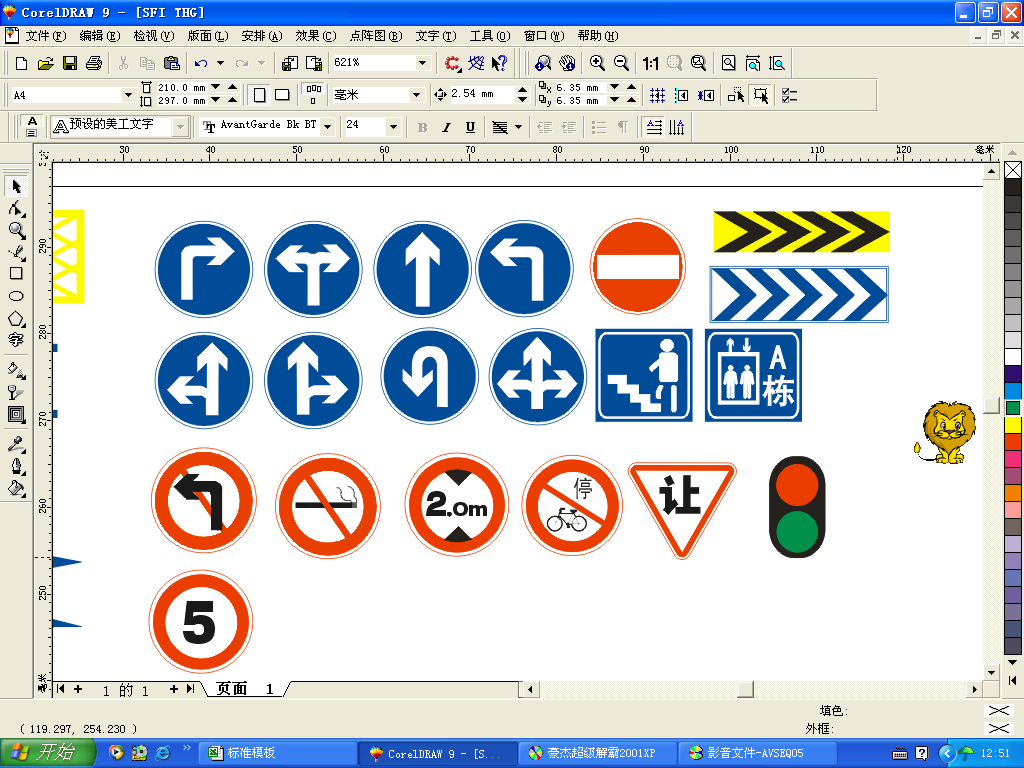 CorelDRAW 9 - [SFI THG]
文件(F) 编辑(E) 检视(V) 版面(L) 安排(A) 效果(C) 点阵图(B) 文字(T) 工具(O) 窗口(W) 帮助(H)
621% 1:1
A4 210.0 mm 297.0 mm 毫米 2.54 mm x 6.35 mm y 6.35 mm
A 预设的美工文字 AvantGarde Bk BT 24 B I U
30 40 50 60 70 80 90 100 110 120 毫米
290
280
270
260
250
A
栋
2.0m
停
让
5
1 的 1 页面 1
填色:
( 119.297, 254.230 ) 外框:
开始 标准模板 CorelDRAW 9 - [S... 豪杰超级解霸2001XP 影音文件-AVSEQ05 12:51